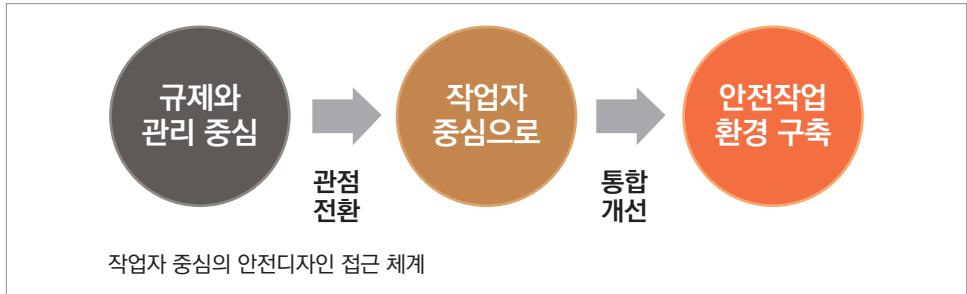 규제와
관리 중심
관점
전환
작업자
중심으로
통합
개선
안전작업
환경 구축
작업자 중심의 안전디자인 접근 체계